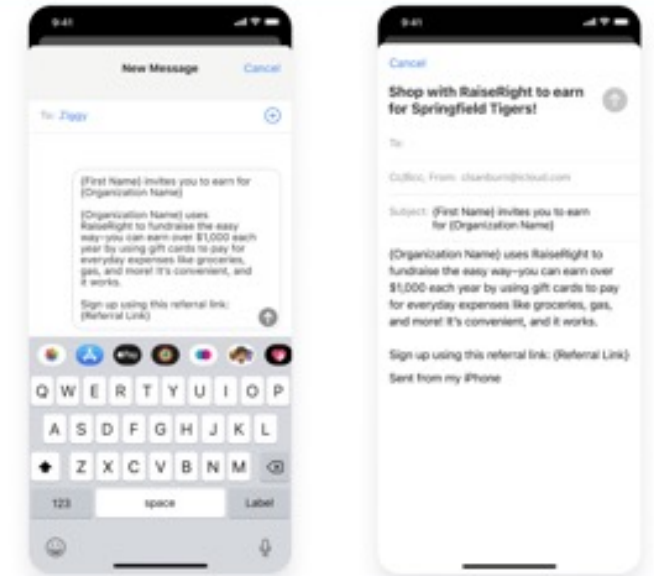 9:41
New Message
Cancel
To: Ziggy
{First Name} invites you to earn for
{Organization Name}
{Organization Name} uses
RaiseRight to fundraise the easy
way–you can earn over $1,000 each
year by using gift cards to pay for
everyday expenses like groceries,
gas, and more! It's convenient, and
it works.
Sign up using this referral link:
{Referral Link}
Q W E R T Y U I O P
A S D F G H J K L
Z X C V B N M
123
space
Label
9:41
Cancel
Shop with RaiseRight to earn
for Springfield Tigers!
To:
Cc/Bcc, From: clsanburn@icloud.com
Subject: {First Name} invites you to earn
for {Organization Name}
{Organization Name} uses RaiseRight to
fundraise the easy way–you can earn over
$1,000 each year by using gift cards to pay
for everyday expenses like groceries, gas,
and more! It's convenient, and it works.
Sign up using this referral link: {Referral Link}
Sent from my iPhone